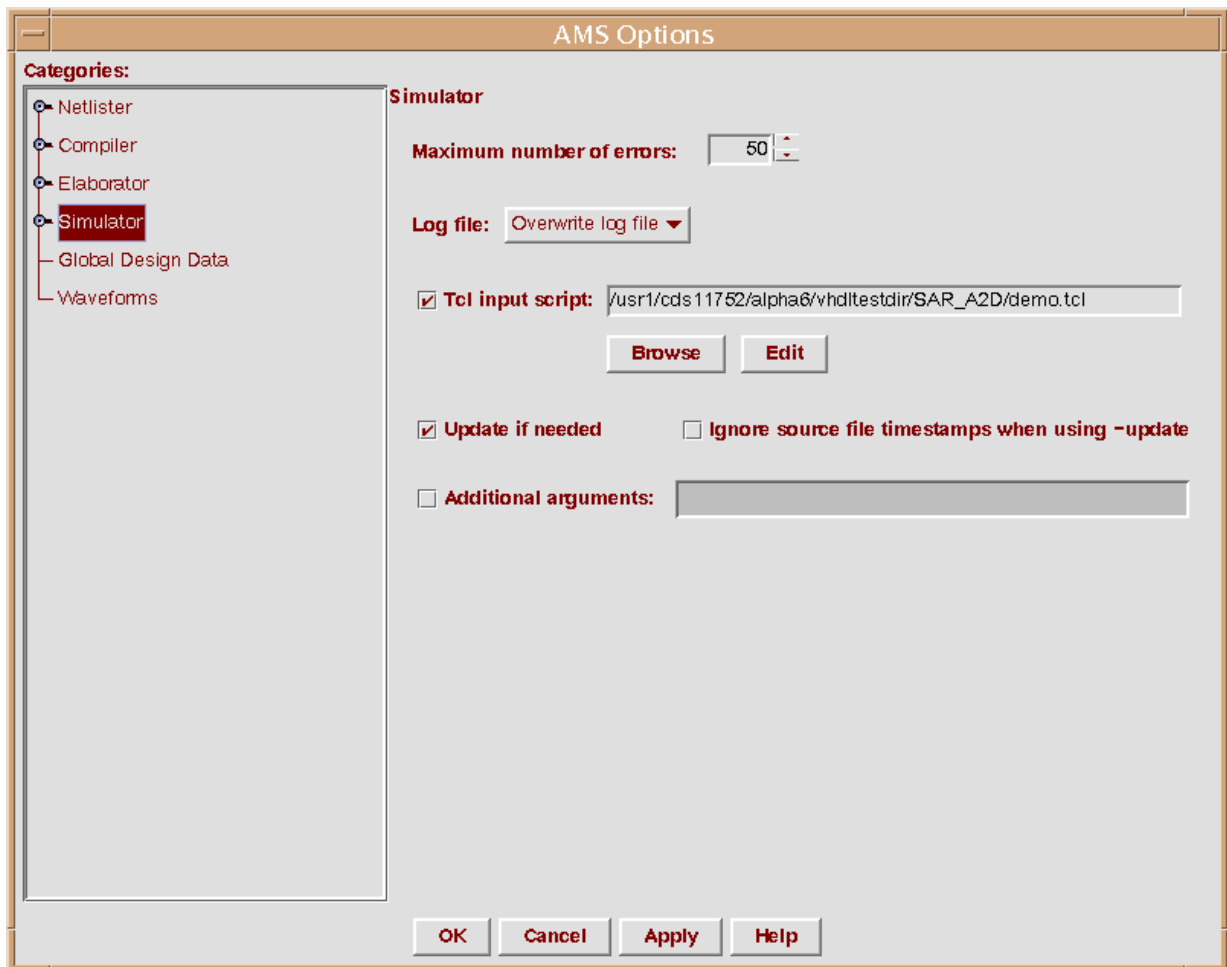 AMS Options
Categories:
Netlister
Compiler
Elaborator
Simulator
Global Design Data
Waveforms
Simulator
Maximum number of errors: 50
Log file: Overwrite log file
Tcl input script: /usr1/cds11752/alpha6/vhdltestdir/SAR_A2D/demo.tcl
Browse Edit
Update if needed Ignore source file timestamps when using -update
Additional arguments:
OK Cancel Apply Help